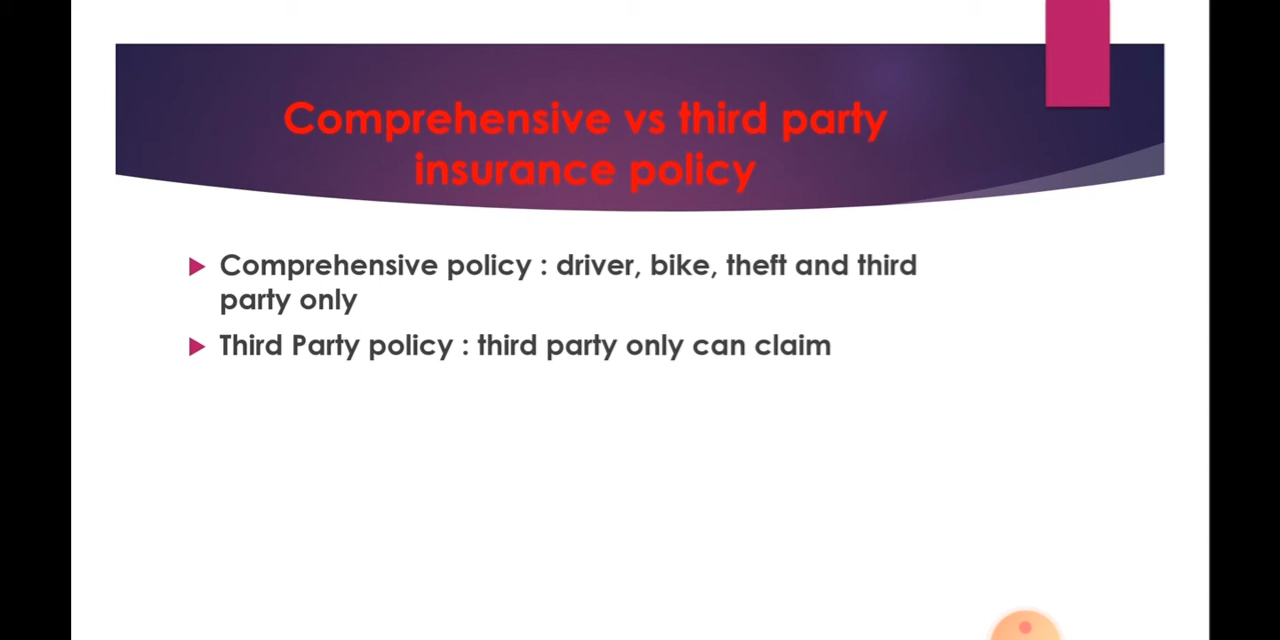 Comprehensive vs third party
insurance policy
Comprehensive policy : driver, bike, theft and third
party only
Third Party policy : third party only can claim